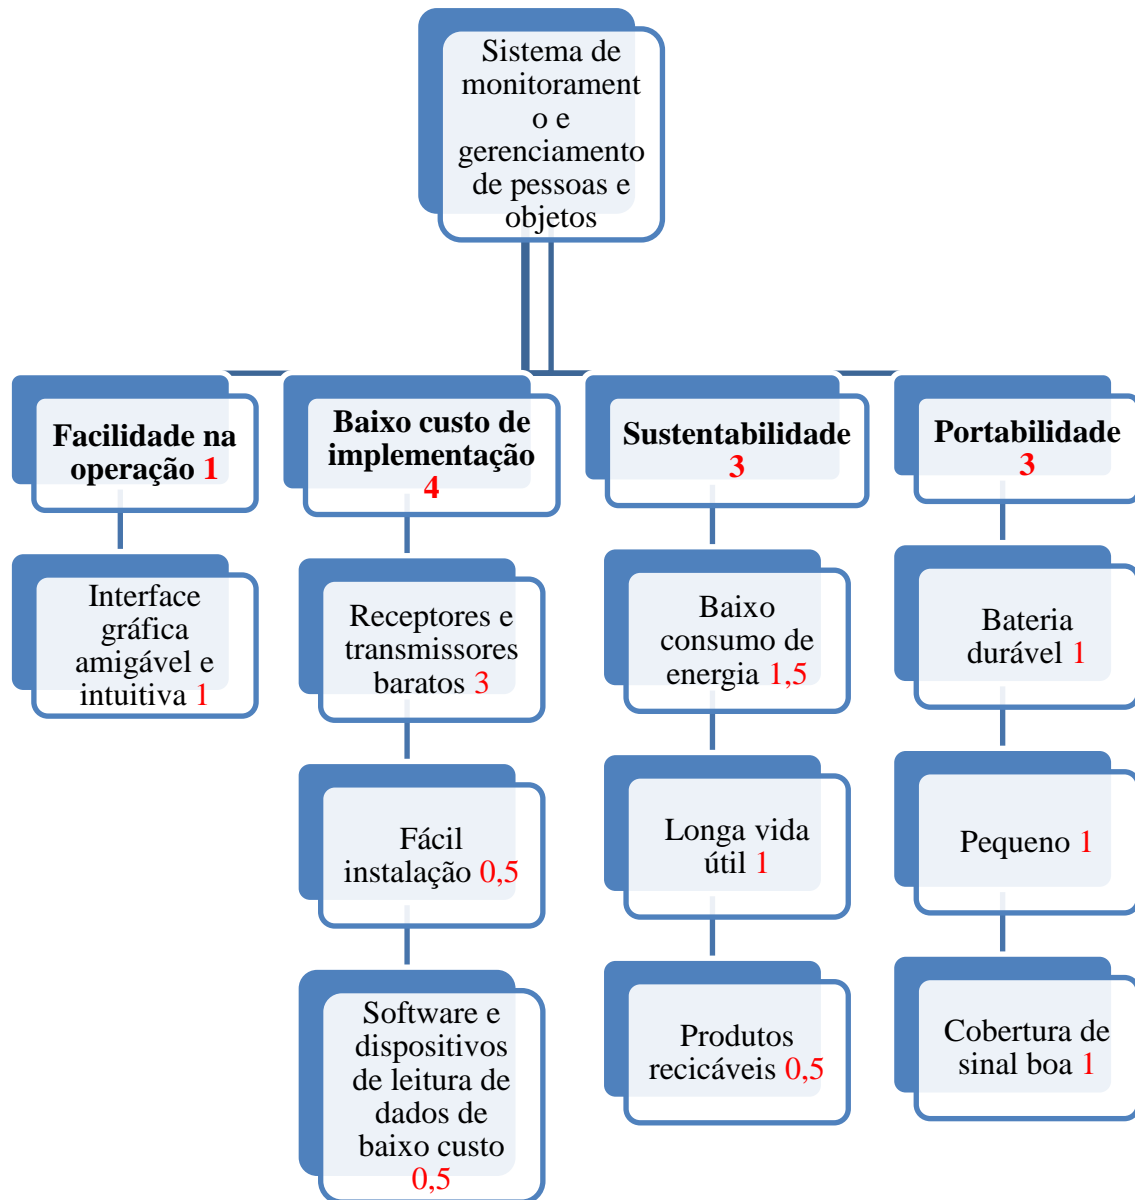 Sistema de
monitorament
o e
gerenciamento
de pessoas e
objetos
Facilidade na
operação 1
Baixo custo de
implementação
4
Sustentabilidade
3
Portabilidade
3
Interface
gráfica
amigável e
intuitiva 1
Receptores e
transmissores
baratos 3
Fácil
instalação 0,5
Software e
dispositivos
de leitura de
dados de
baixo custo
0,5
Baixo
consumo de
energia 1,5
Longa vida
útil 1
Produtos
recicáveis 0,5
Bateria
durável 1
Pequeno 1
Cobertura de
sinal boa 1